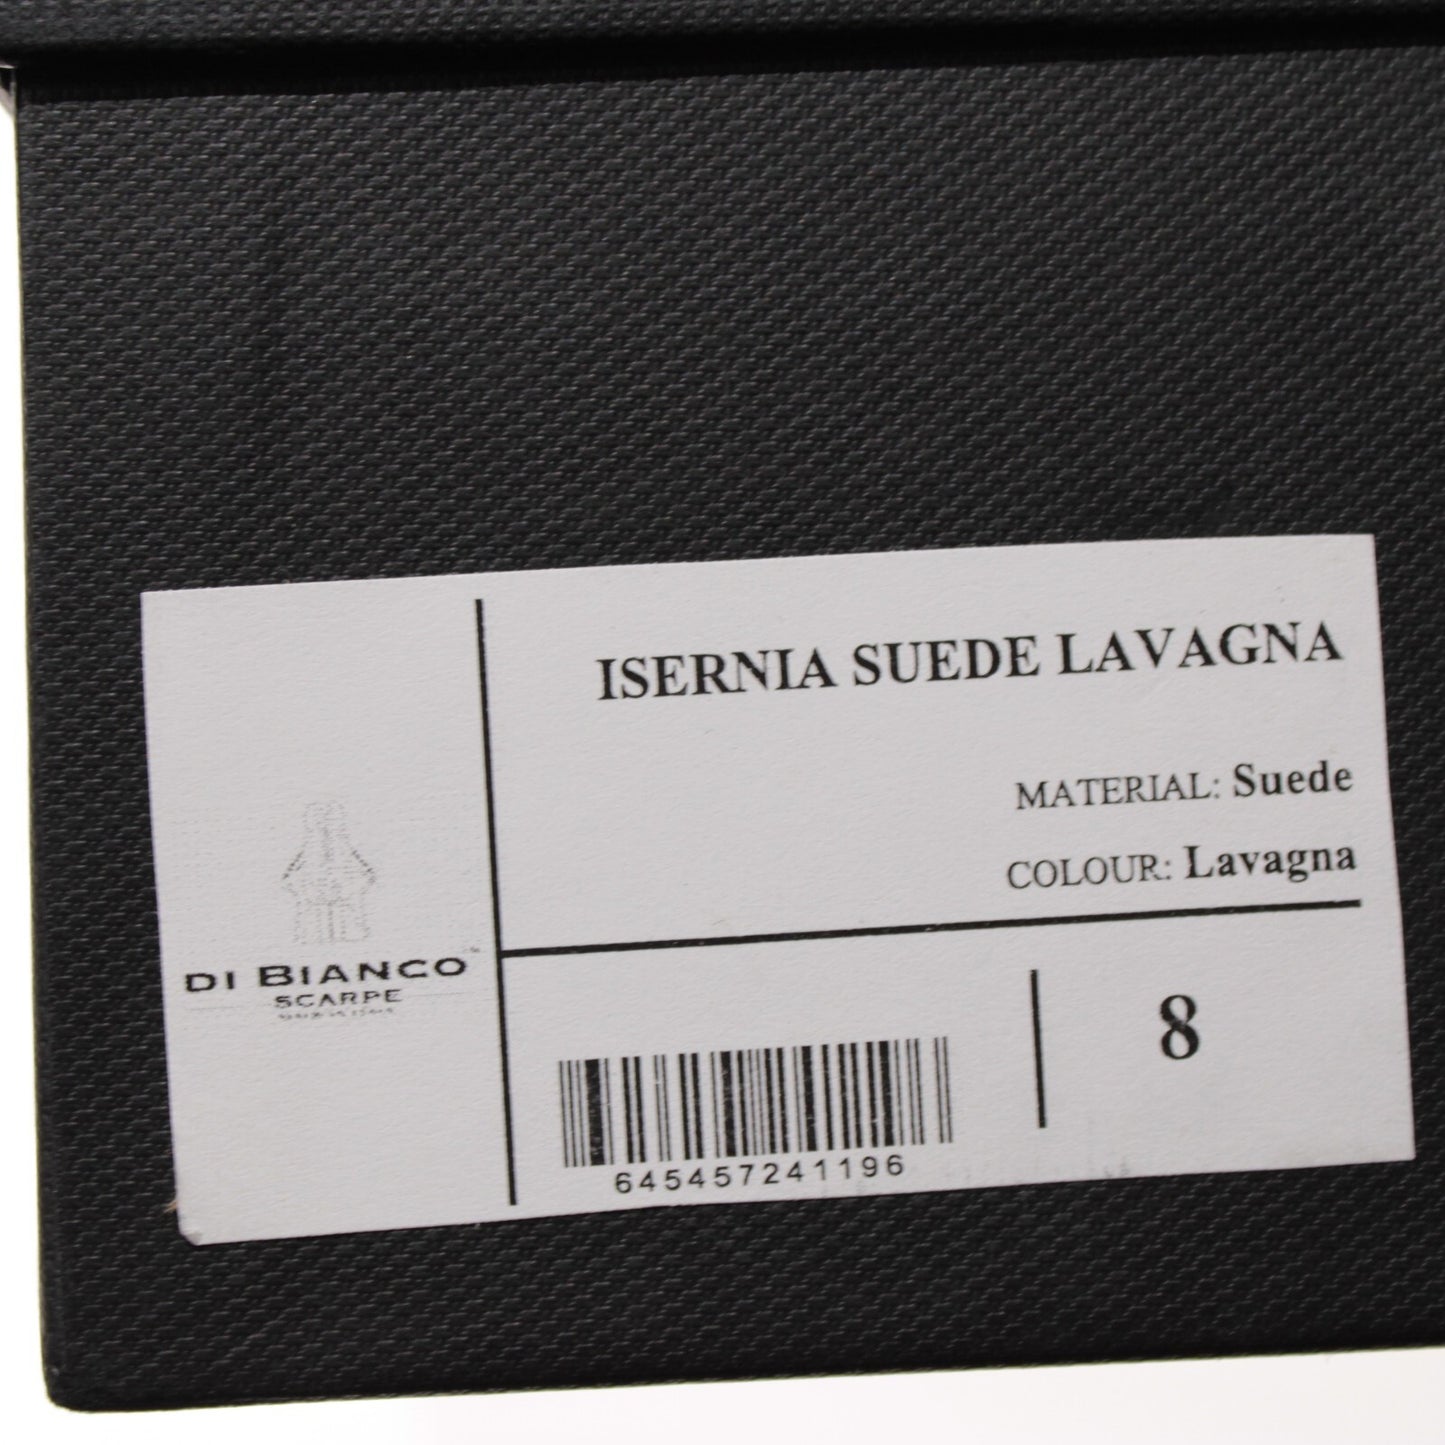 ISERNIA SUEDE LAVAGNA
MATERIAL: Suede
COLOUR: Lavagna
DI BIANCO
SCARPE
8
645457241196